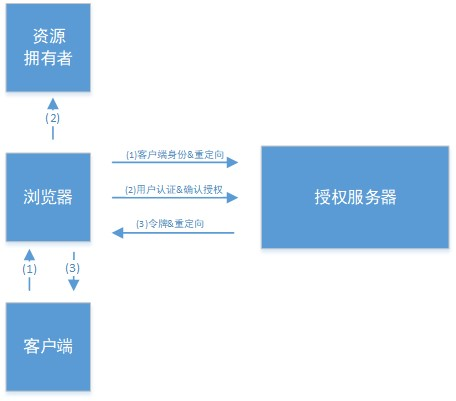 资源
拥有者
(2)
(1)客户端身份&重定向
浏览器
(2)用户认证&确认授权
授权服务器
(3)令牌&重定向
(1)
(3)
客户端